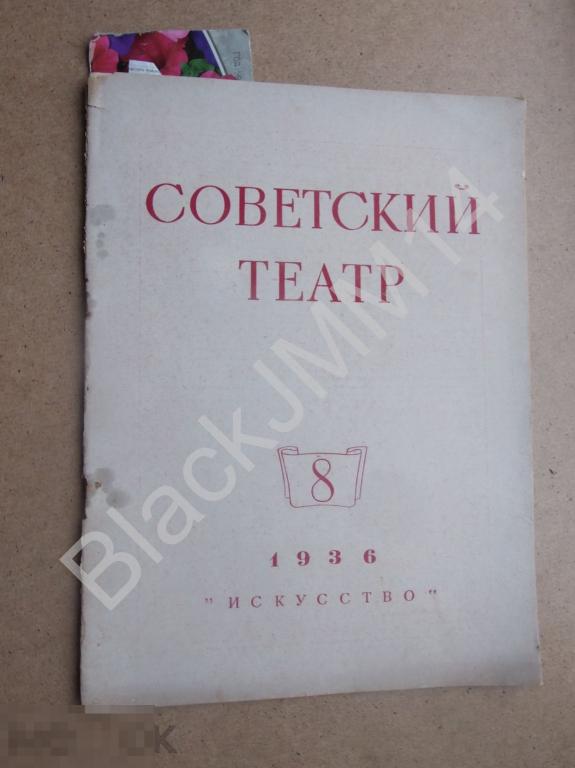 СОВЕТСКИЙ
ТЕАТР
8
1936
"ИСКУССТВО"
BlackJMM14